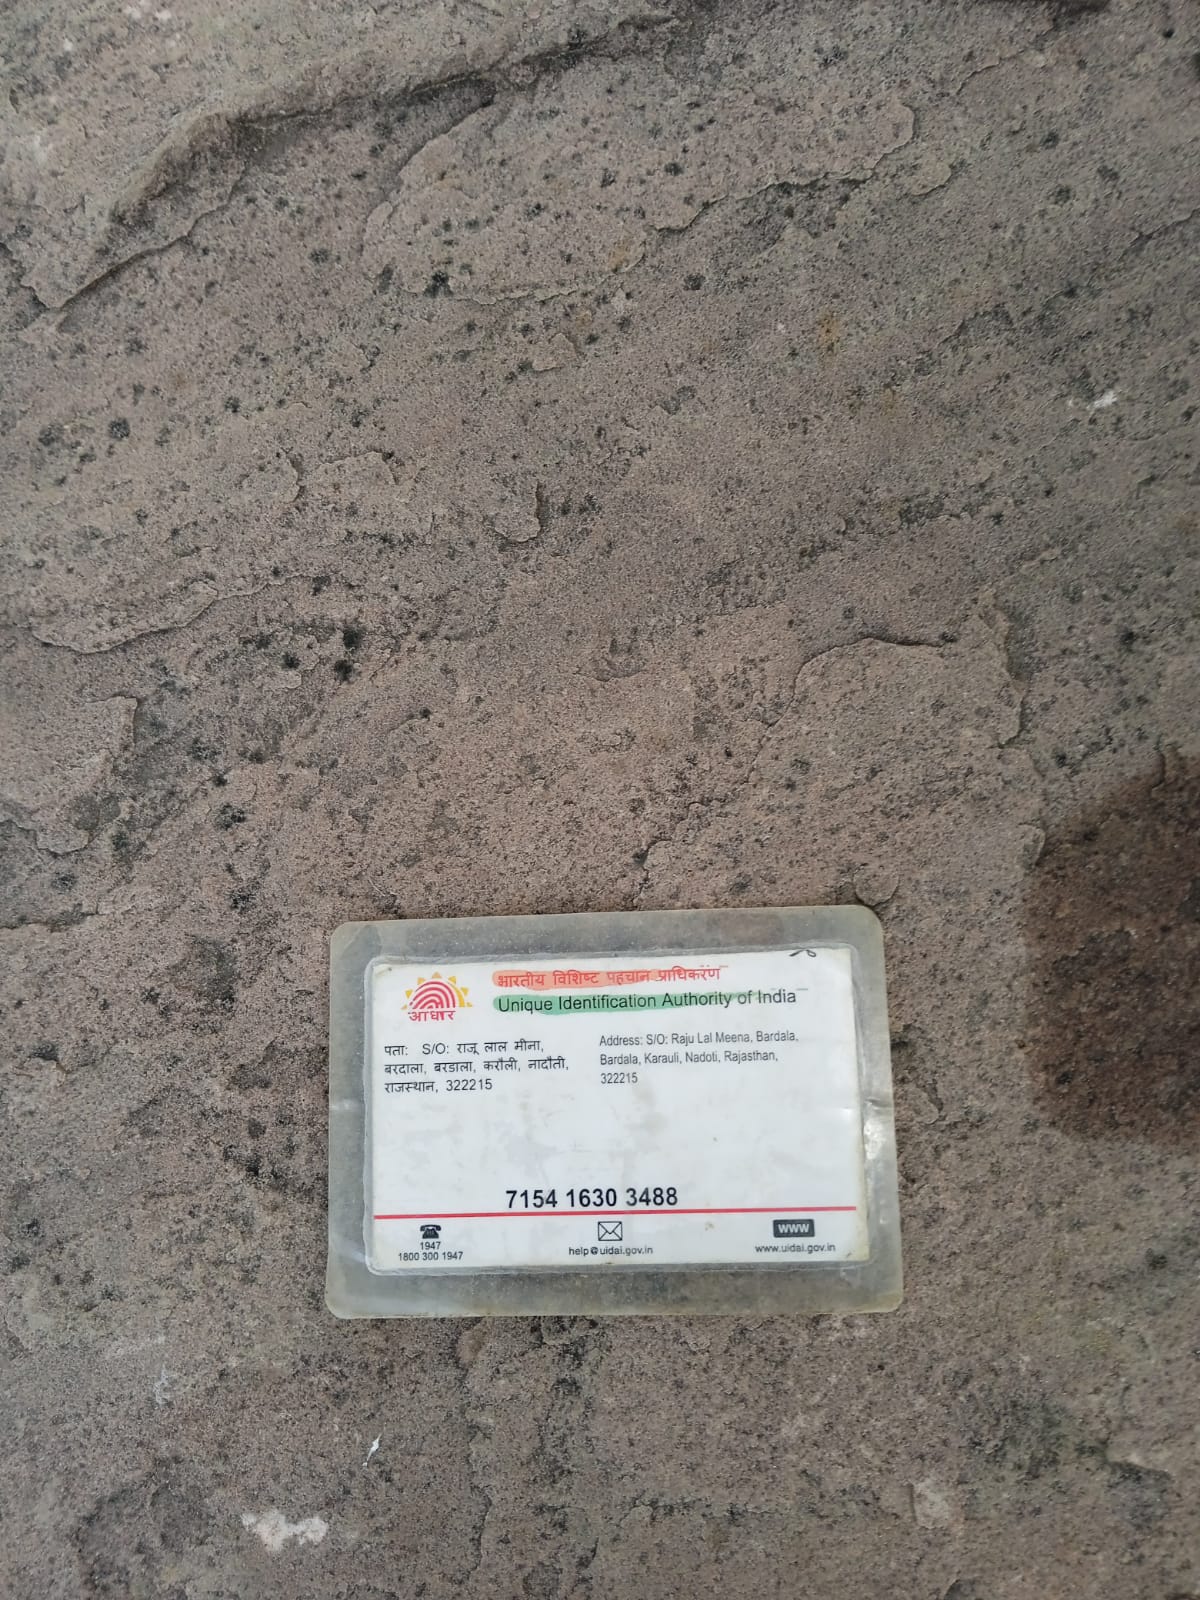 भारतीय विशिष्ट पहचान प्राधिकरण
Unique Identification Authority of India
आधार
पता: S/O: राजू लाल मीना,
बरदाला, बरडाला, करौली, नादौती,
राजस्थान, 322215
Address: S/O: Raju Lal Meena, Bardala,
Bardala, Karauli, Nadoti, Rajasthan,
322215
7154 1630 3488
1947
1800 300 1947
help@uidai.gov.in
www
www.uidai.gov.in